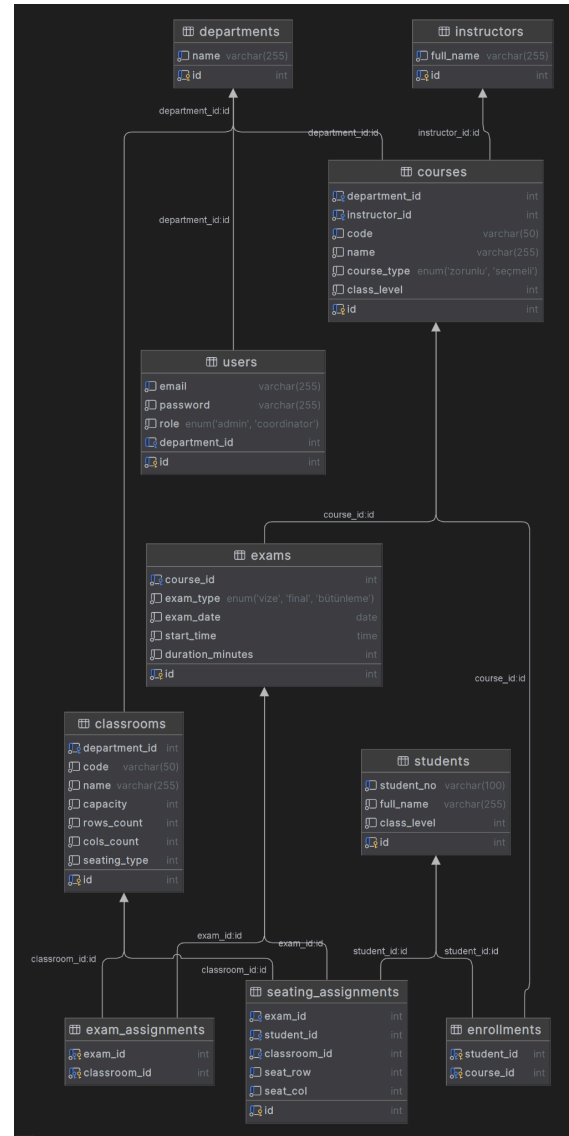 departments
name varchar(255)
id int
instructors
full_name varchar(255)
id int
department_id:id
department_id:id
instructor_id:id
department_id:id
courses
department_id int
instructor_id int
code varchar(50)
name varchar(255)
course_type enum('zorunlu', 'seçmeli')
class_level int
id int
users
email varchar(255)
password varchar(255)
role enum('admin', 'coordinator')
department_id int
id int
course_id:id
exams
course_id int
exam_type enum('vize', 'final', 'bütünleme')
exam_date date
start_time time
duration_minutes int
id int
course_id:id
classrooms
department_id int
code varchar(50)
name varchar(255)
capacity int
rows_count int
cols_count int
seating_type int
id int
students
student_no varchar(100)
full_name varchar(255)
class_level int
id int
exam_id:id
exam_id:id
classroom_id:id
classroom_id:id
student_id:id
student_id:id
exam_assignments
exam_id int
classroom_id int
seating_assignments
exam_id int
student_id int
classroom_id int
seat_row int
seat_col int
id int
enrollments
student_id int
course_id int